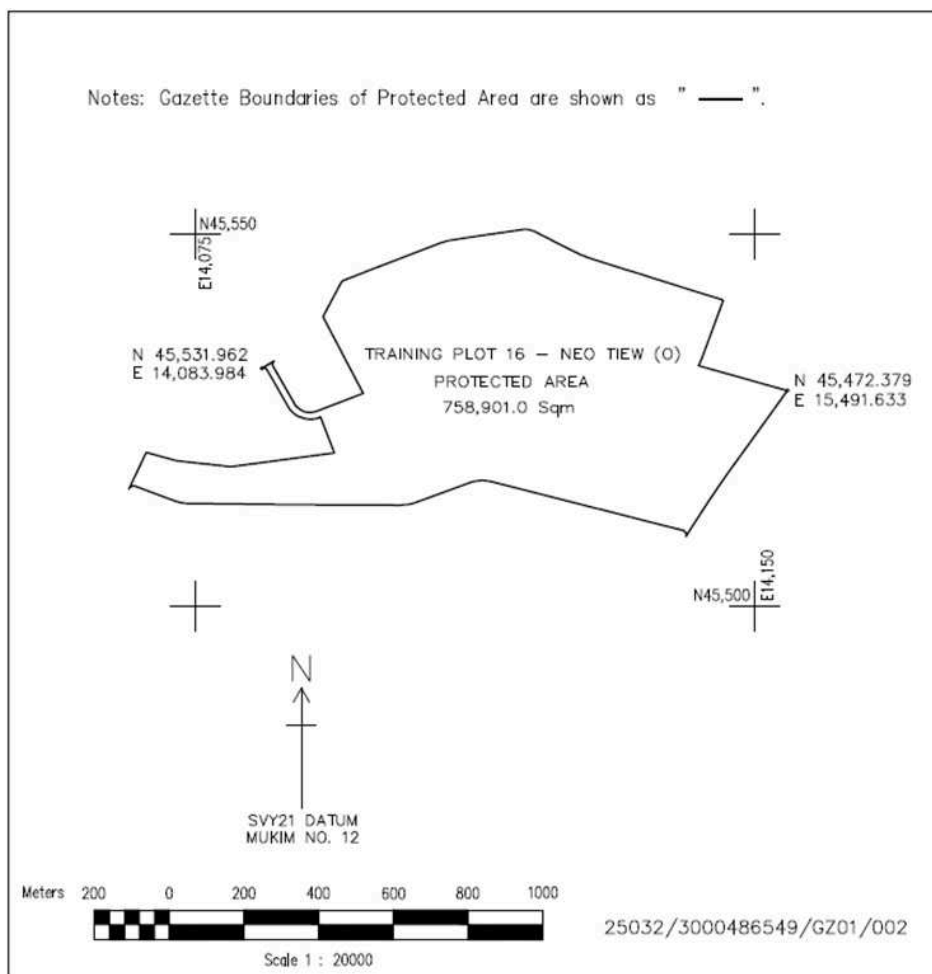 Notes: Gazette Boundaries of Protected Area are shown as " —— ".
N45,550
E14,075
N 45,531.962
E 14,083.984
TRAINING PLOT 16 – NEO TIEW (O)
PROTECTED AREA
758,901.0 Sqm
N 45,472.379
E 15,491.633
N45,500
E14,150
N
SVY21 DATUM
MUKIM NO. 12
Meters 200 0 200 400 600 800 1000
Scale 1 : 20000
25032/3000486549/GZ01/002